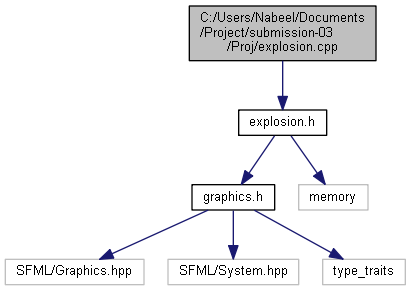 C:/Users/Nabeel/Documents
/Project/submission-03
/Proj/explosion.cpp
explosion.h
graphics.h
memory
SFML/Graphics.hpp
SFML/System.hpp
type_traits